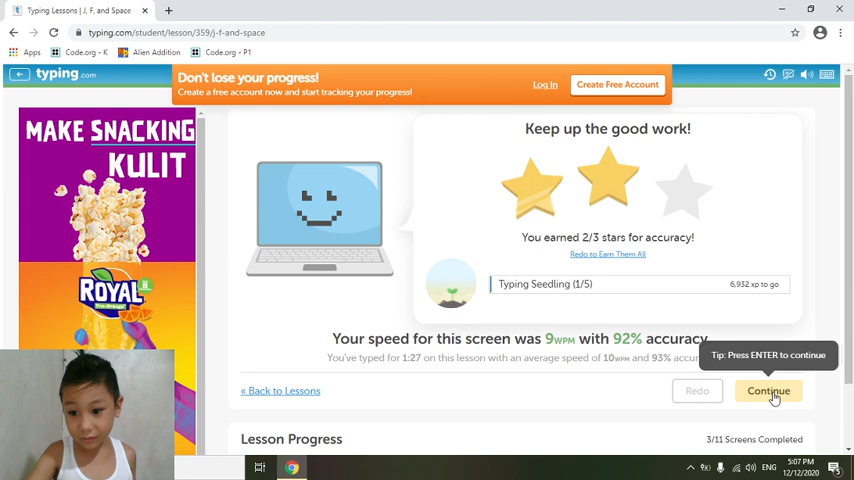 Typing Lessons | J, F, and Space
typing.com/student/lesson/359/j-f-and-space
Apps
Code.org - K
Alien Addition
Code.org - P1
typing.com
Don't lose your progress!
Create a free account now and start tracking your progress!
Log In
Create Free Account
MAKE SNACKING
KULIT
ROYAL
Keep up the good work!
You earned 2/3 stars for accuracy!
Redo to Earn Them All
Typing Seedling (1/5)
6,932 xp to go
Your speed for this screen was 9WPM with 92% accuracy
You've typed for 1:27 on this lesson with an average speed of 10WPM and 93%
Tip: Press ENTER to continue
« Back to Lessons
Redo
Continue
Lesson Progress
3/11 Screens Completed
ENG
5:07 PM
12/12/2020